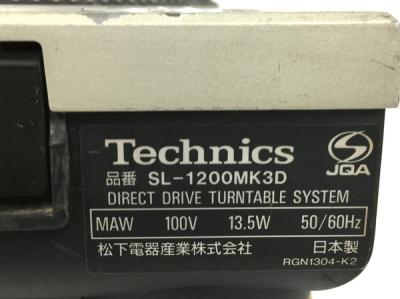 Technics
JQA
品番 SL-1200MK3D
DIRECT DRIVE TURNTABLE SYSTEM
MAW 100V 13.5W 50/60Hz
松下電器産業株式会社 日本製
RGN1304-K2